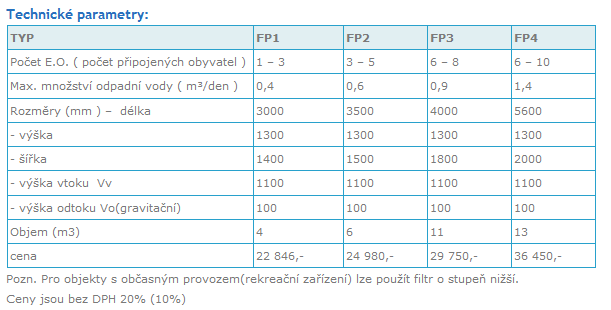 Technické parametry:
TYP FP1 FP2 FP3 FP4
Počet E.O. ( počet připojených obyvatel ) 1 – 3 3 – 5 6 – 8 6 – 10
Max. množství odpadní vody ( m³/den ) 0,4 0,6 0,9 1,4
Rozměry (mm ) – délka 3000 3500 4000 5600
- výška 1300 1300 1300 1300
- šířka 1400 1500 1800 2000
- výška vtoku Vv 1100 1100 1100 1100
- výška odtoku Vo(gravitační) 100 100 100 100
Objem (m3) 4 6 11 13
cena 22 846,- 24 980,- 29 750,- 36 450,-
Pozn. Pro objekty s občasným provozem(rekreační zařízení) lze použít filtr o stupeň nižší.
Ceny jsou bez DPH 20% (10%)